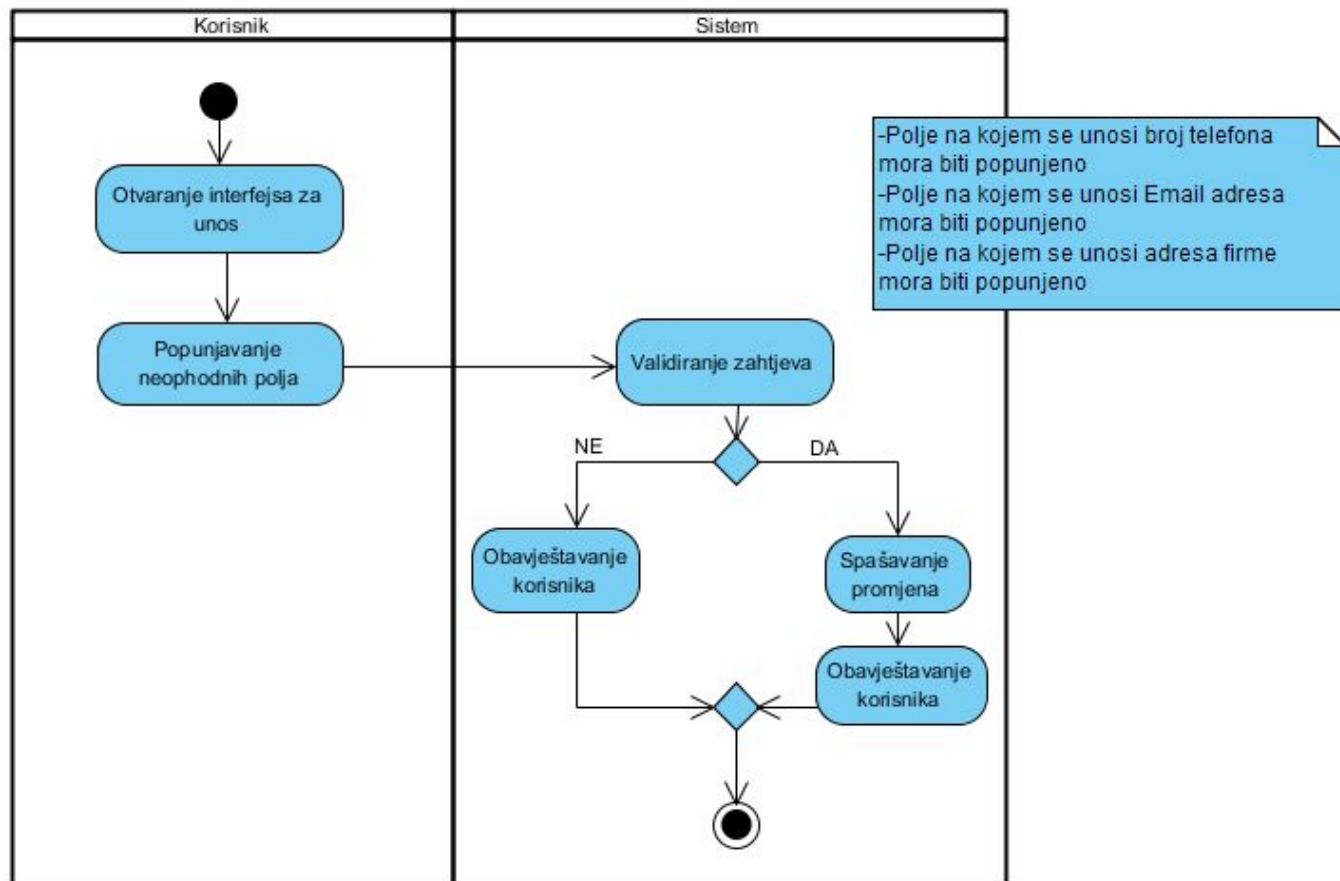 Korisnik
Sistem
Otvaranje interfejsa za
unos
Popunjavanje
neophodnih polja
-Polje na kojem se unosi broj telefona
mora biti popunjeno
-Polje na kojem se unosi Email adresa
mora biti popunjeno
-Polje na kojem se unosi adresa firme
mora biti popunjeno
Validiranje zahtjeva
NE
DA
Obavještavanje
korisnika
Spašavanje
promjena
Obavještavanje
korisnika